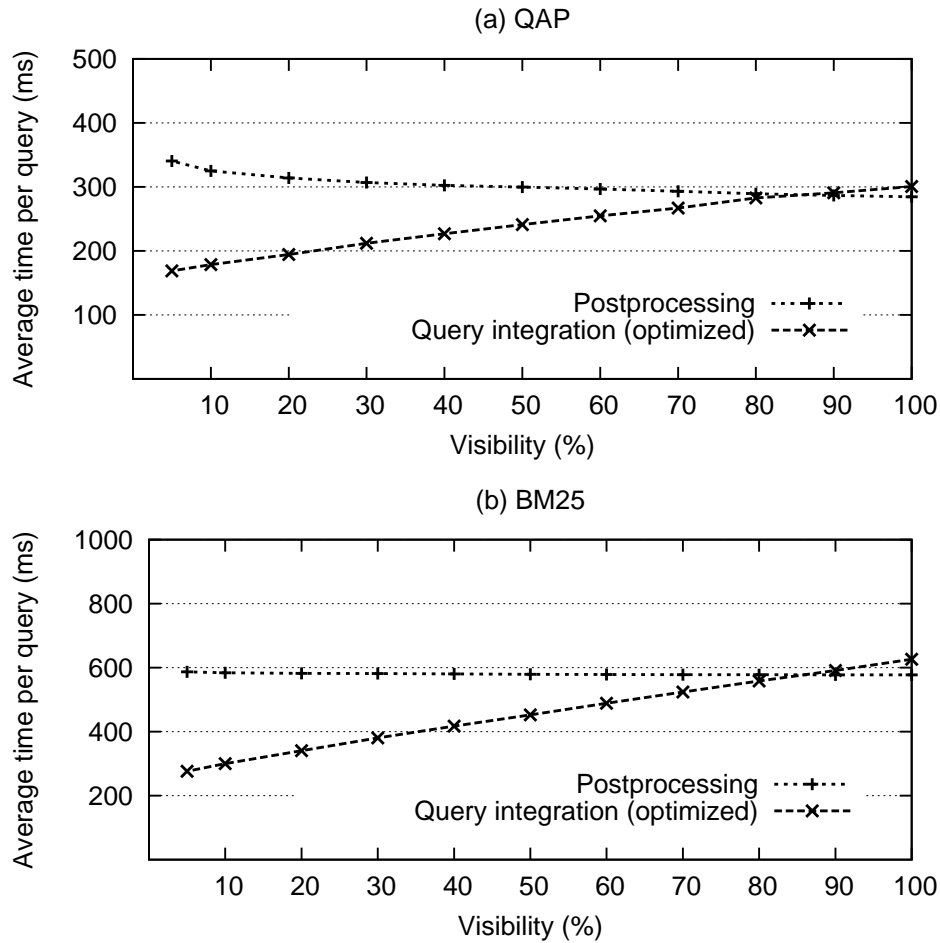 (a) QAP
Average time per query (ms)
500
400
300
200
100
Postprocessing
Query integration (optimized)
10 20 30 40 50 60 70 80 90 100
Visibility (%)
(b) BM25
Average time per query (ms)
1000
800
600
400
200
Postprocessing
Query integration (optimized)
10 20 30 40 50 60 70 80 90 100
Visibility (%)